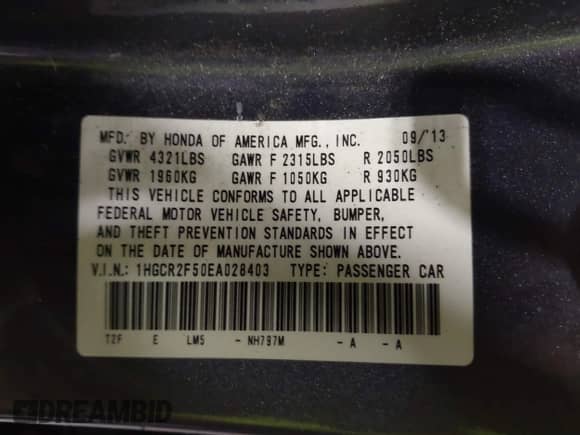 MFD. BY HONDA OF AMERICA MFG., INC. 09/13
GVWR 4321LBS GAWR F 2315LBS R 2050LBS
GVWR 1960KG GAWR F 1050KG R 930KG
THIS VEHICLE CONFORMS TO ALL APPLICABLE
FEDERAL MOTOR VEHICLE SAFETY, BUMPER,
AND THEFT PREVENTION STANDARDS IN EFFECT
ON THE DATE OF MANUFACTURE SHOWN ABOVE.
V.I.N.: 1HGCR2F50EA028403 TYPE: PASSENGER CAR
T2F E LM5 - NH797M - A - A
DREAMBID